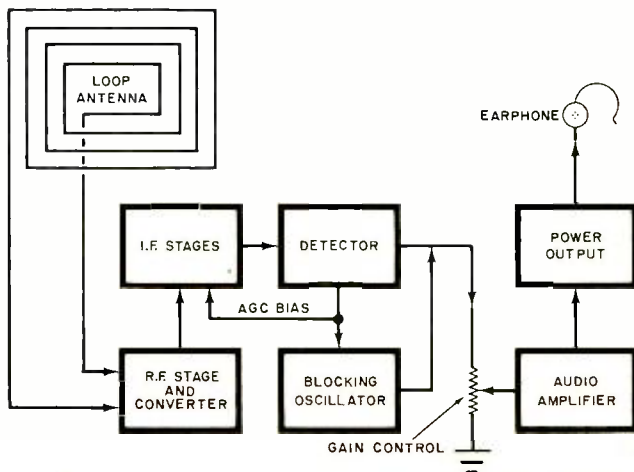 LOOP
ANTENNA
EARPHONE
I.F. STAGES
DETECTOR
POWER
OUTPUT
AGC BIAS
R.F. STAGE
AND
CONVERTER
BLOCKING
OSCILLATOR
AUDIO
AMPLIFIER
GAIN CONTROL